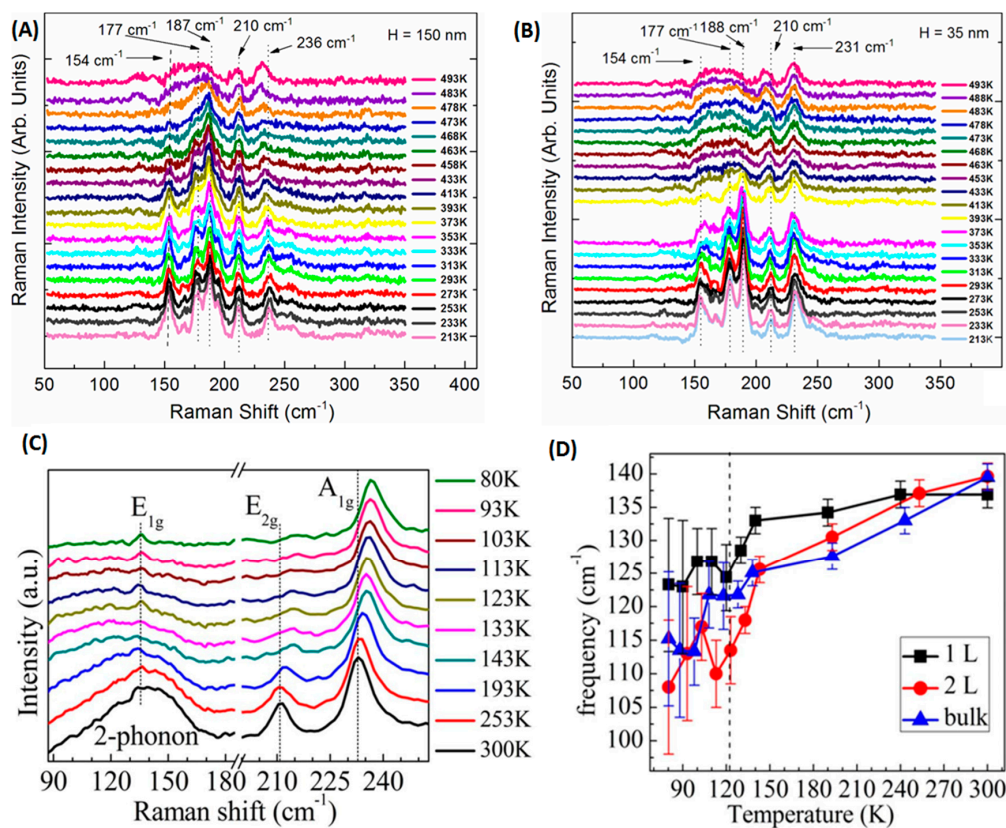 (A)
177 cm⁻¹
187 cm⁻¹
210 cm⁻¹
236 cm⁻¹
154 cm⁻¹
H = 150 nm
Raman Intensity (Arb. Units)
493K
483K
478K
473K
468K
463K
458K
433K
413K
393K
373K
353K
333K
313K
293K
273K
253K
233K
213K
50 100 150 200 250 300 350 400
Raman Shift (cm⁻¹)
(B)
177 cm⁻¹
188 cm⁻¹
210 cm⁻¹
231 cm⁻¹
154 cm⁻¹
H = 35 nm
Raman Intensity (Arb. Units)
493K
488K
483K
478K
473K
468K
463K
453K
433K
413K
393K
373K
353K
333K
313K
293K
273K
253K
233K
213K
50 100 150 200 250 300 350
Raman Shift (cm⁻¹)
(C)
E1g
E2g
A1g
2-phonon
Intensity (a.u.)
80K
93K
103K
113K
123K
133K
143K
193K
253K
300K
90 120 150 180 210 225 240
Raman shift (cm⁻¹)
(D)
frequency (cm⁻¹)
140
135
130
125
120
115
110
105
100
1 L
2 L
bulk
90 120 150 180 210 240 270 300
Temperature (K)